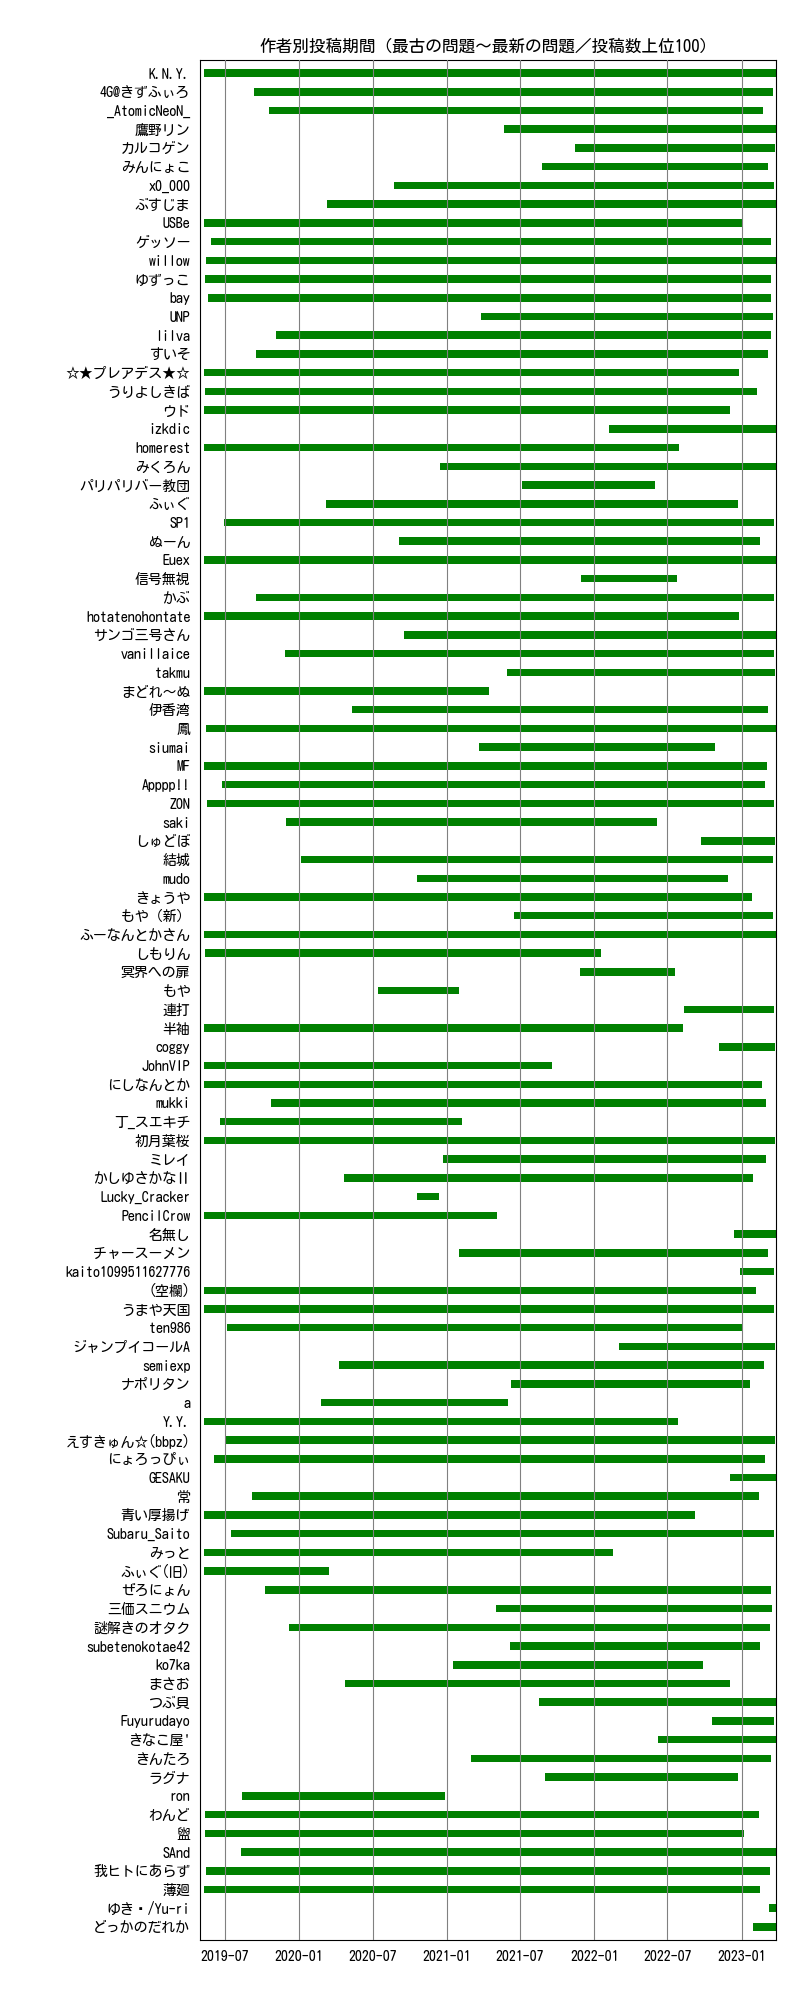 作者別投稿期間（最古の問題～最新の問題／投稿数上位100）
K.N.Y.
4G@きずふぃろ
_AtomicNeoN_
鷹野リン
カルコゲン
みんにょこ
x0_000
ぶすじま
USBe
ゲッソー
willow
ゆずっこ
bay
UNP
lilva
すいそ
☆★プレアデス★☆
うりよしきば
ウド
izkdic
homerest
みくろん
パリパリバー教団
ふぃぐ
SP1
ぬーん
Euex
信号無視
かぶ
hotatenohontate
サンゴ三号さん
vanillaice
takmu
まどれ～ぬ
伊香湾
鳳
siumai
MF
Appppll
ZON
saki
しゅどぼ
結城
mudo
きょうや
もや（新）
ふーなんとかさん
しもりん
冥界への扉
もや
連打
半袖
coggy
JohnVIP
にしなんとか
mukki
丁_スエキチ
初月葉桜
ミレイ
かしゆさかなⅡ
Lucky_Cracker
PencilCrow
名無し
チャースーメン
kaito1099511627776
(空欄)
うまや天国
ten986
ジャンプイコールA
semiexp
ナポリタン
a
Y.Y.
えすきゅん☆(bbpz)
にょろっぴぃ
GESAKU
常
青い厚揚げ
Subaru_Saito
みっと
ふぃぐ(旧)
ぜろにょん
三価スニウム
謎解きのオタク
subetenokotae42
ko7ka
まさお
つぶ貝
Fuyurudayo
きなこ屋'
きんたろ
ラグナ
ron
わんど
盥
SAnd
我ヒトにあらず
薄廻
ゆき・/Yu-ri
どっかのだれか
2019-07 2020-01 2020-07 2021-01 2021-07 2022-01 2022-07 2023-01